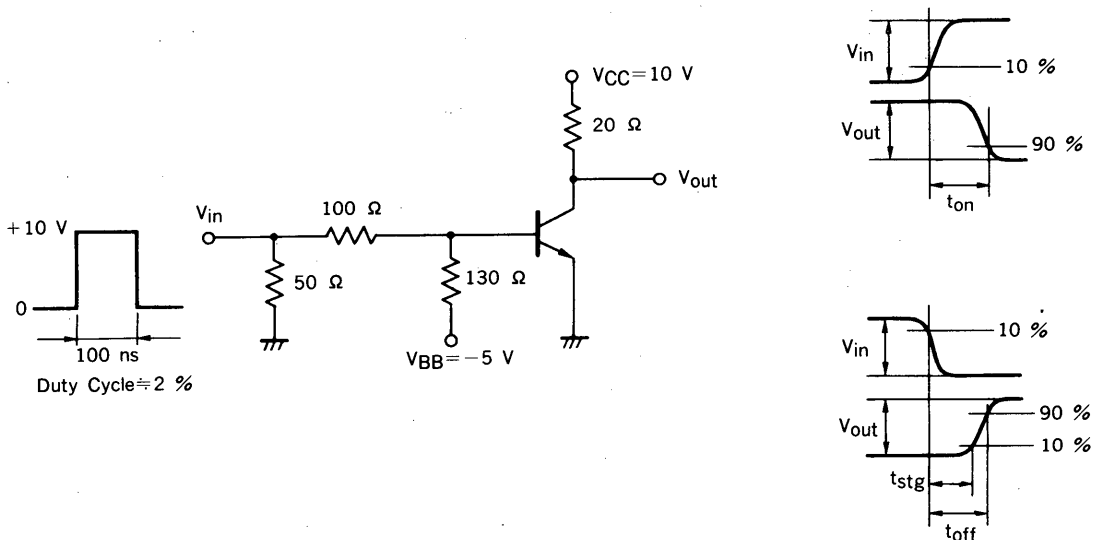 +10 V
0
100 ns
Duty Cycle≒2 %
Vin
100 Ω
50 Ω
130 Ω
VBB=−5 V
VCC=10 V
20 Ω
Vout
Vin
10 %
Vout
90 %
ton
Vin
10 %
Vout
90 %
10 %
tstg
toff